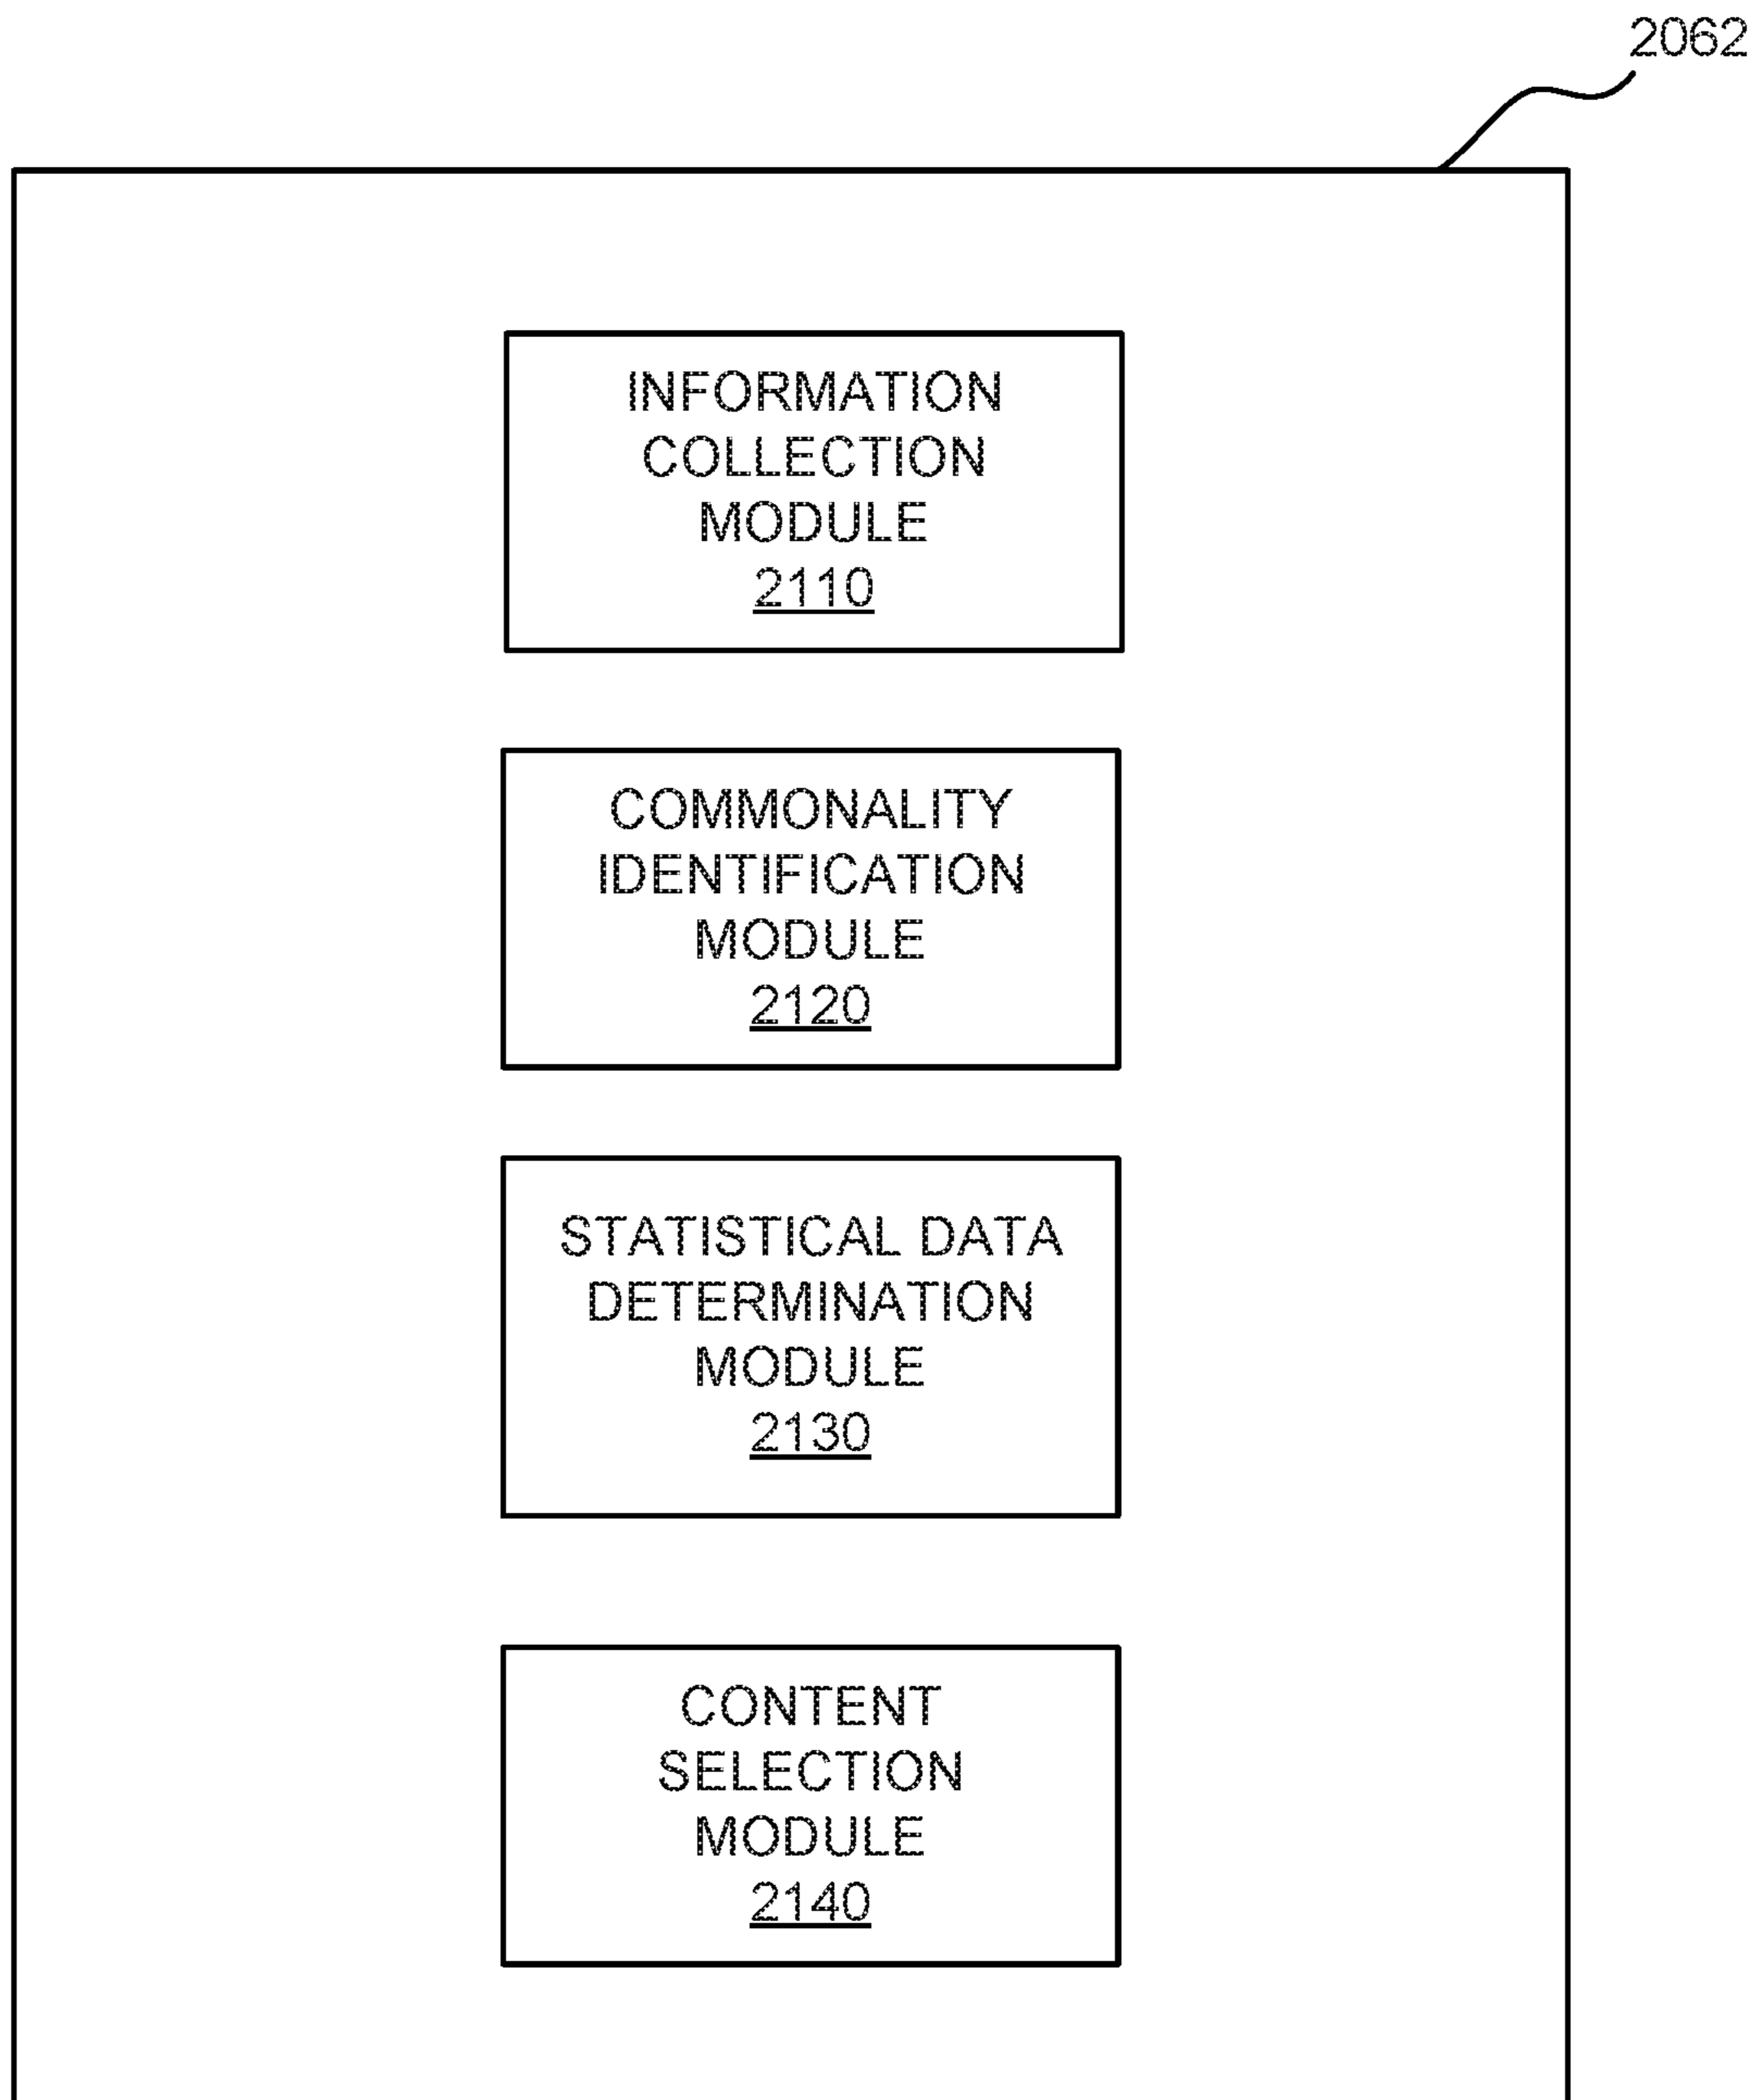 2062
INFORMATION
COLLECTION
MODULE
2110
COMMONALITY
IDENTIFICATION
MODULE
2120
STATISTICAL DATA
DETERMINATION
MODULE
2130
CONTENT
SELECTION
MODULE
2140